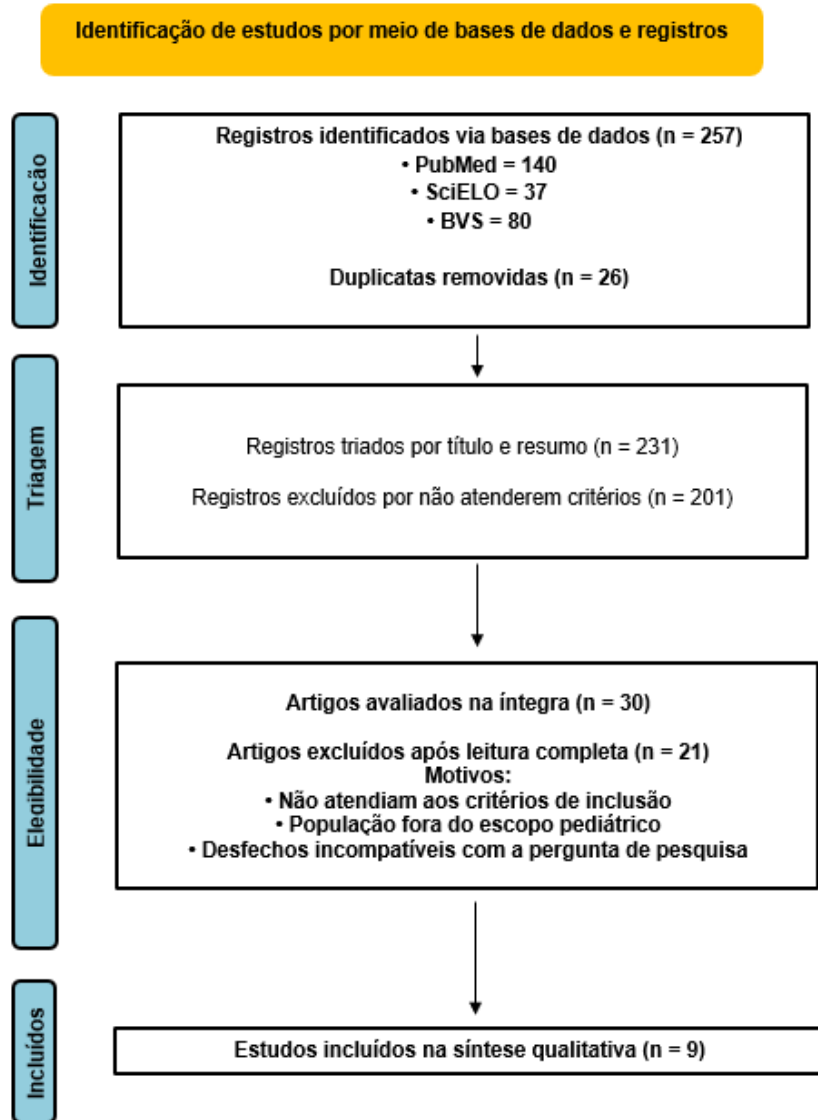 Identificação de estudos por meio de bases de dados e registros
Identificação
Registros identificados via bases de dados (n = 257)
• PubMed = 140
• SciELO = 37
• BVS = 80
Duplicatas removidas (n = 26)
Triagem
Registros triados por título e resumo (n = 231)
Registros excluídos por não atenderem critérios (n = 201)
Elegibilidade
Artigos avaliados na íntegra (n = 30)
Artigos excluídos após leitura completa (n = 21)
Motivos:
• Não atendiam aos critérios de inclusão
• População fora do escopo pediátrico
• Desfechos incompatíveis com a pergunta de pesquisa
Incluídos
Estudos incluídos na síntese qualitativa (n = 9)